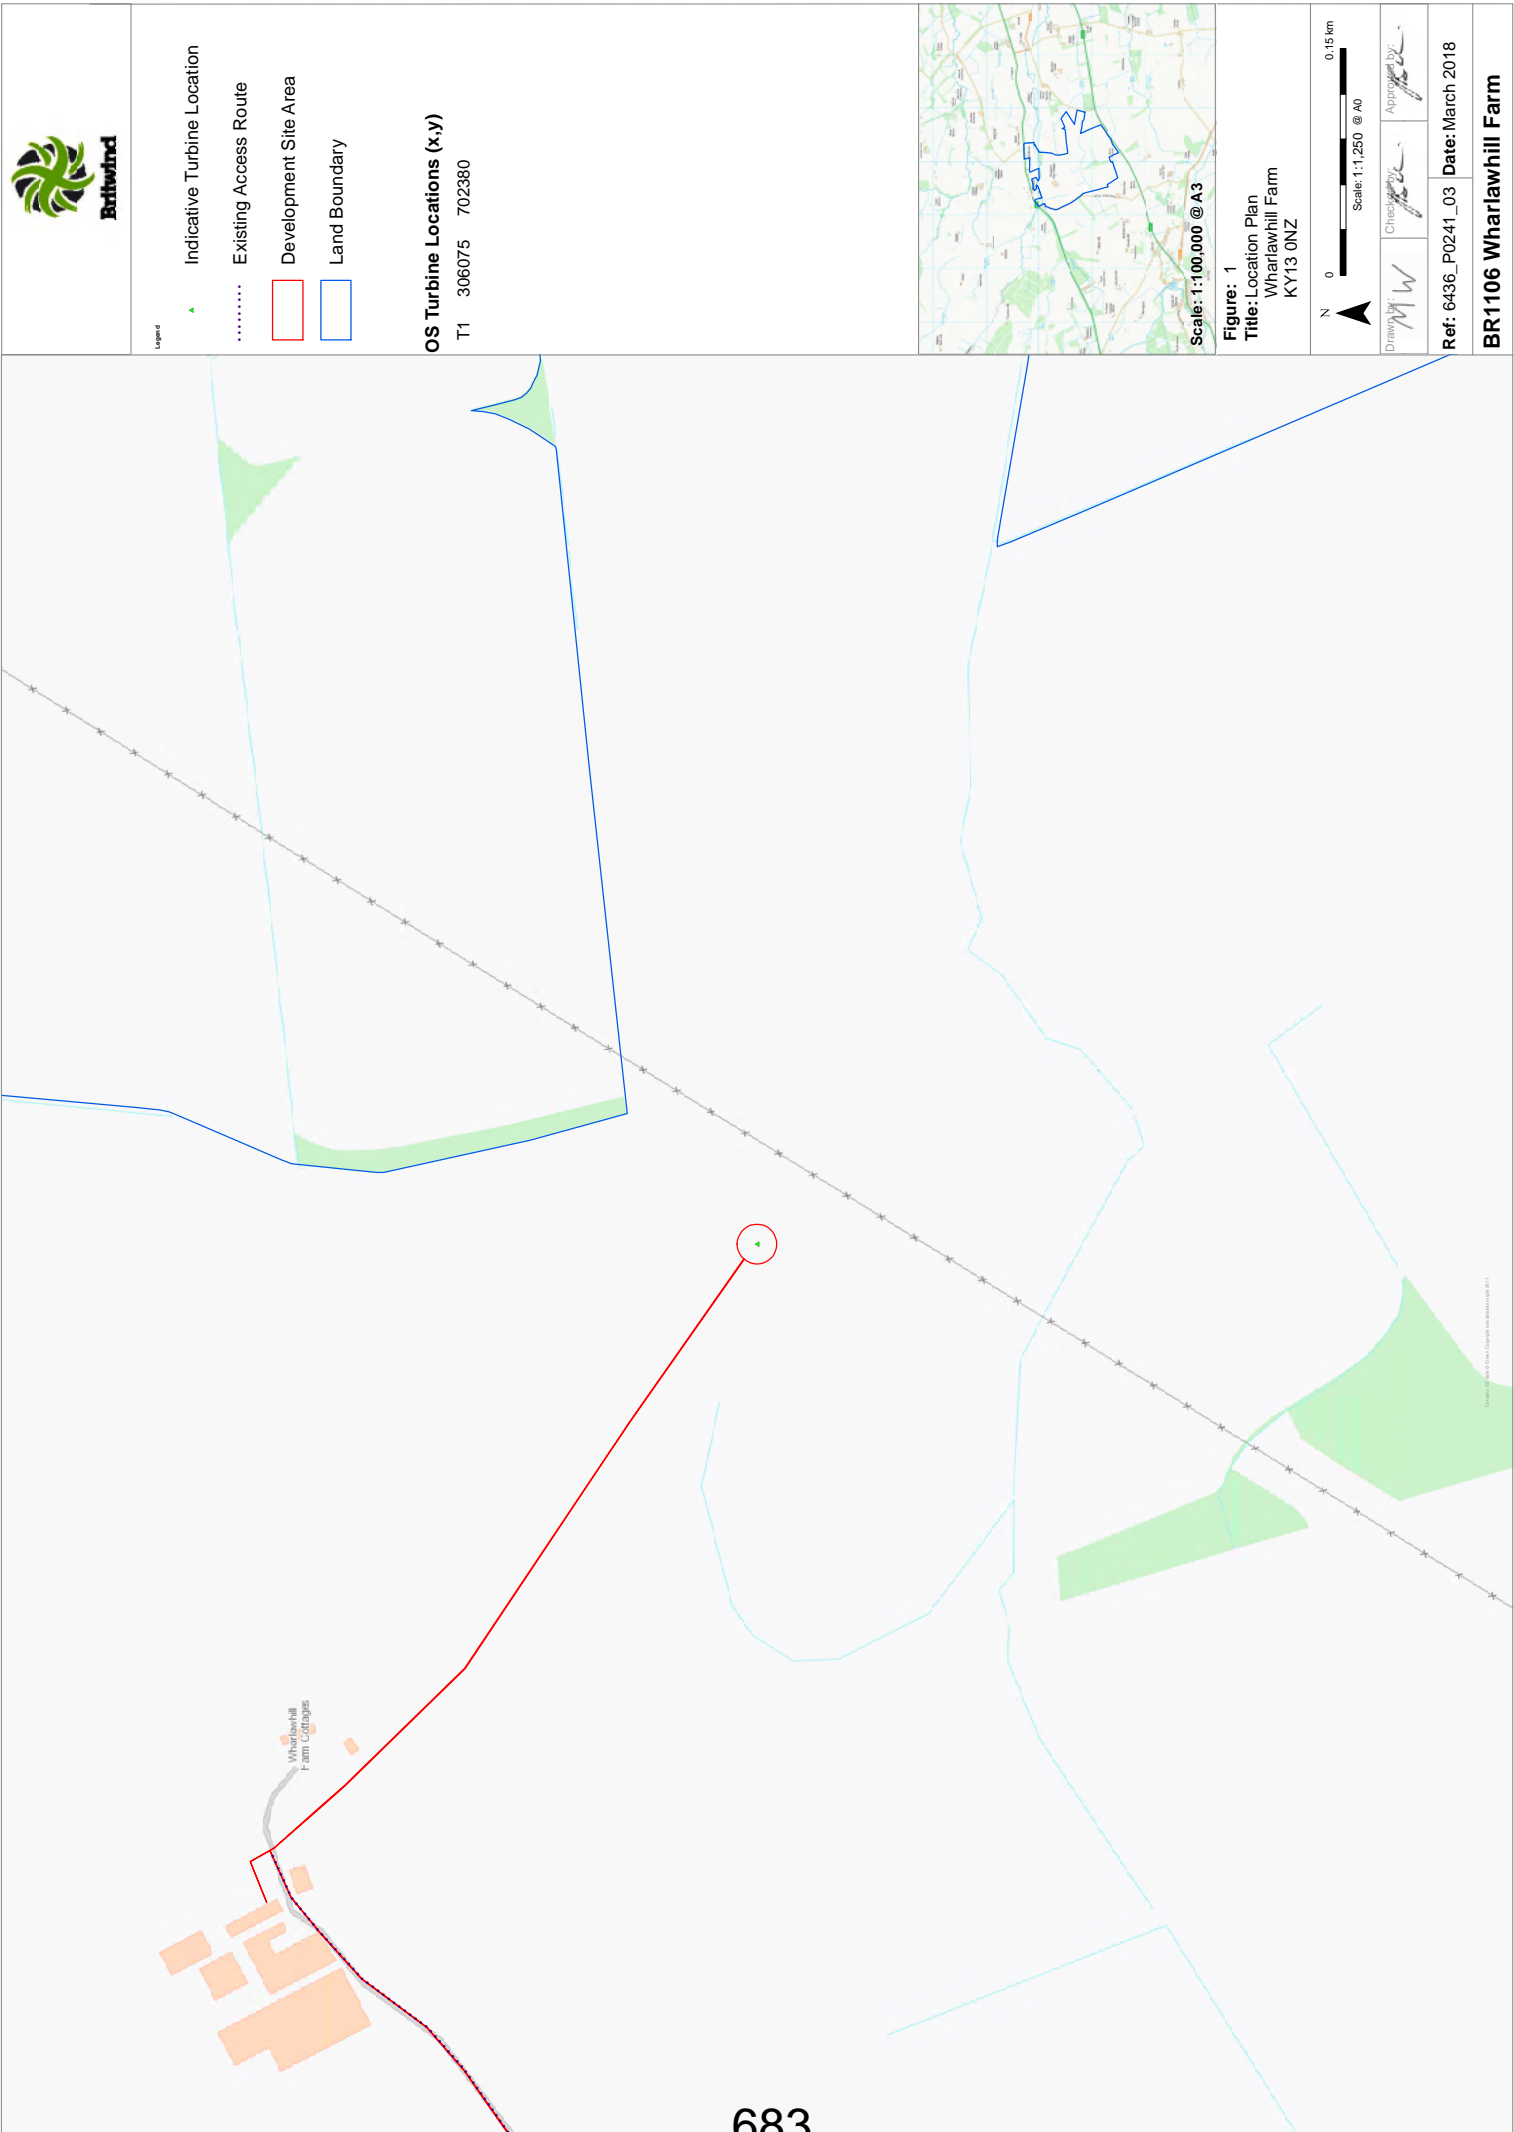 Britwind
Legend
Indicative Turbine Location
Existing Access Route
Development Site Area
Land Boundary
OS Turbine Locations (x,y)
T1 306075 702380
Scale: 1:100,000 @ A3
Figure: 1
Title: Location Plan
Wharlawhill Farm
KY13 0NZ
N
0 0.15 km
Scale: 1:1,250 @ A0
Drawn by: MW
Checked by:
Approved by:
Ref: 6436_P0241_03 Date: March 2018
BR1106 Wharlawhill Farm
Wharlawhill
Farm Cottages
683